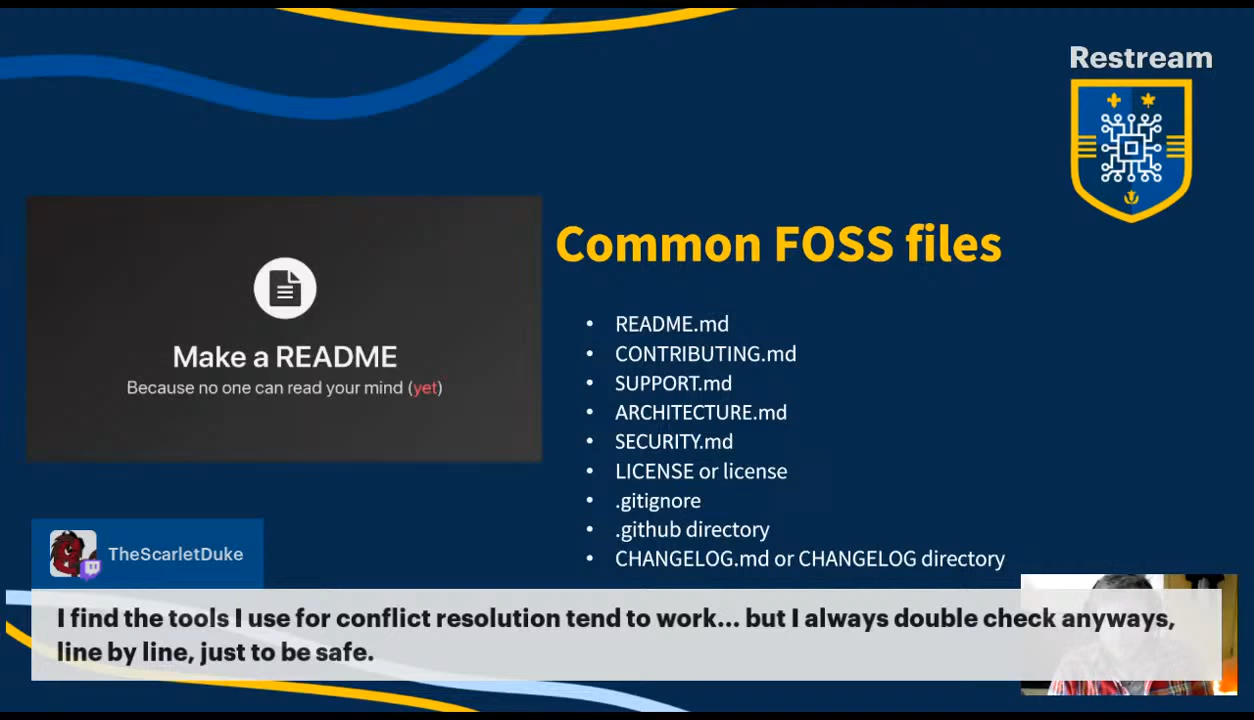 Restream
Common FOSS files
Make a README
Because no one can read your mind (yet)
• README.md
• CONTRIBUTING.md
• SUPPORT.md
• ARCHITECTURE.md
• SECURITY.md
• LICENSE or license
• .gitignore
• .github directory
• CHANGELOG.md or CHANGELOG directory
TheScarletDuke
I find the tools I use for conflict resolution tend to work... but I always double check anyways,
line by line, just to be safe.